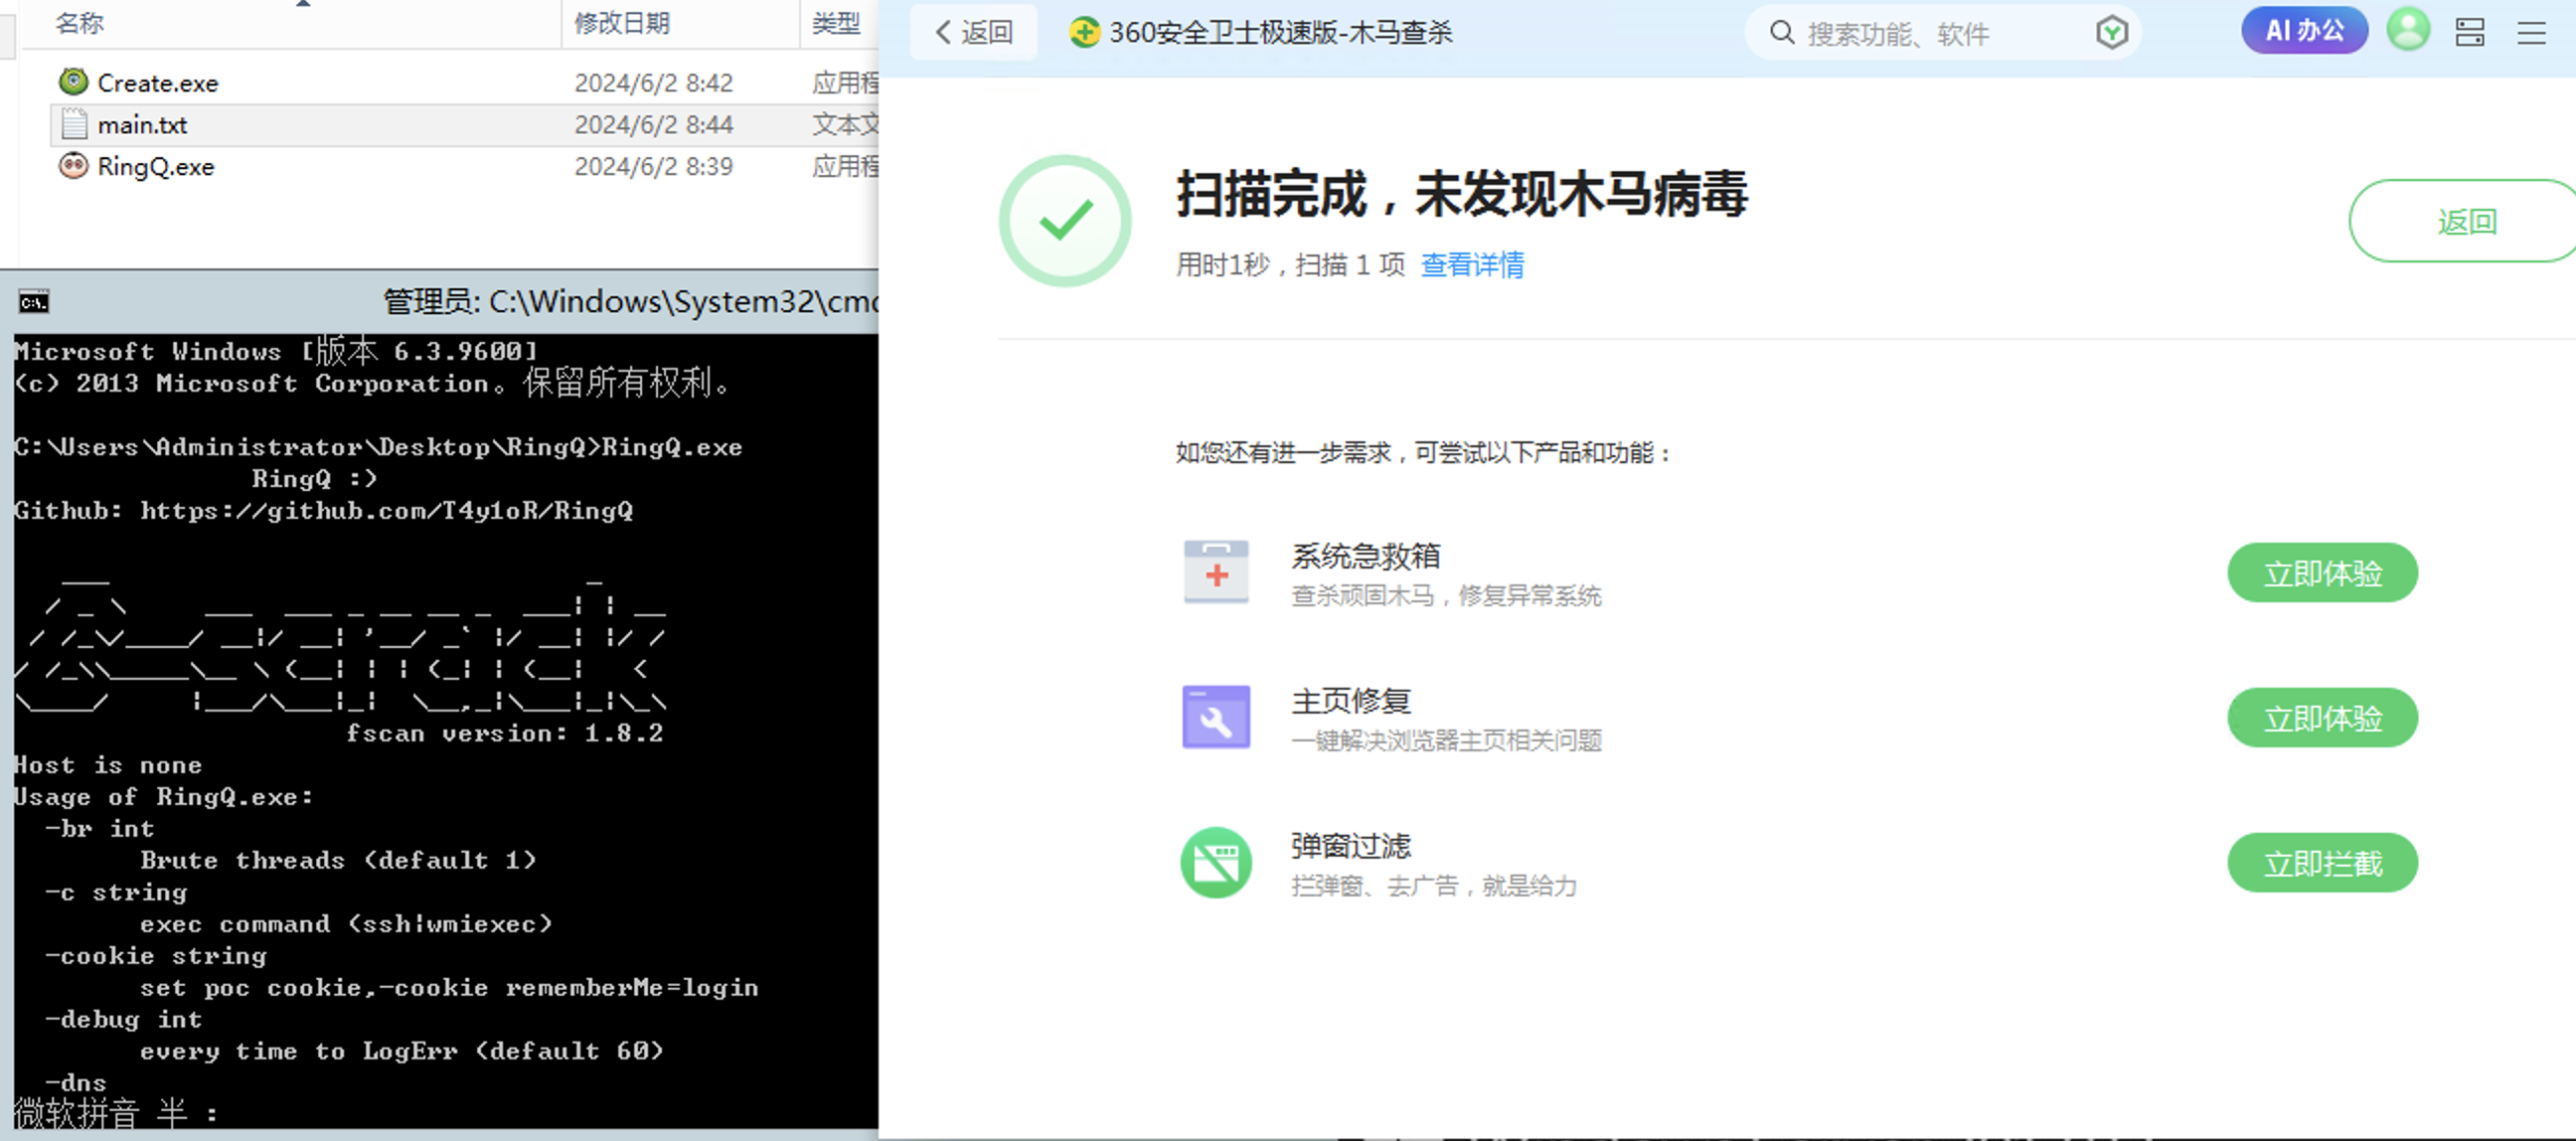 名称 修改日期 类型
Create.exe 2024/6/2 8:42 应用程
main.txt 2024/6/2 8:44 文本文
RingQ.exe 2024/6/2 8:39 应用程
管理员: C:\Windows\System32\cmd
Microsoft Windows [版本 6.3.9600]
(c) 2013 Microsoft Corporation。保留所有权利。
C:\Users\Administrator\Desktop\RingQ>RingQ.exe
RingQ :)
Github: https://github.com/T4y1oR/RingQ
fscan version: 1.8.2
Host is none
Usage of RingQ.exe:
-br int
Brute threads (default 1)
-c string
exec command (ssh|wmiexec)
-cookie string
set poc cookie,-cookie rememberMe=login
-debug int
every time to LogErr (default 60)
-dns
微软拼音 半 :
返回 360安全卫士极速版-木马查杀 搜索功能、软件 AI 办公
扫描完成，未发现木马病毒
用时1秒，扫描 1 项 查看详情
返回
如您还有进一步需求，可尝试以下产品和功能：
系统急救箱
查杀顽固木马，修复异常系统
立即体验
主页修复
一键解决浏览器主页相关问题
立即体验
弹窗过滤
拦弹窗、去广告，就是给力
立即拦截